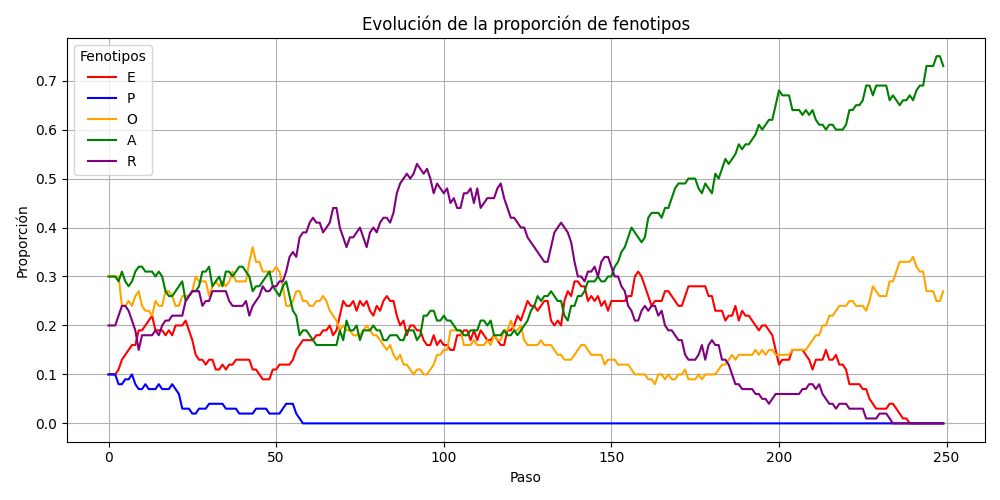 Evolución de la proporción de fenotipos
Fenotipos
E
P
O
A
R
Proporción
0.7
0.6
0.5
0.4
0.3
0.2
0.1
0.0
0 50 100 150 200 250
Paso